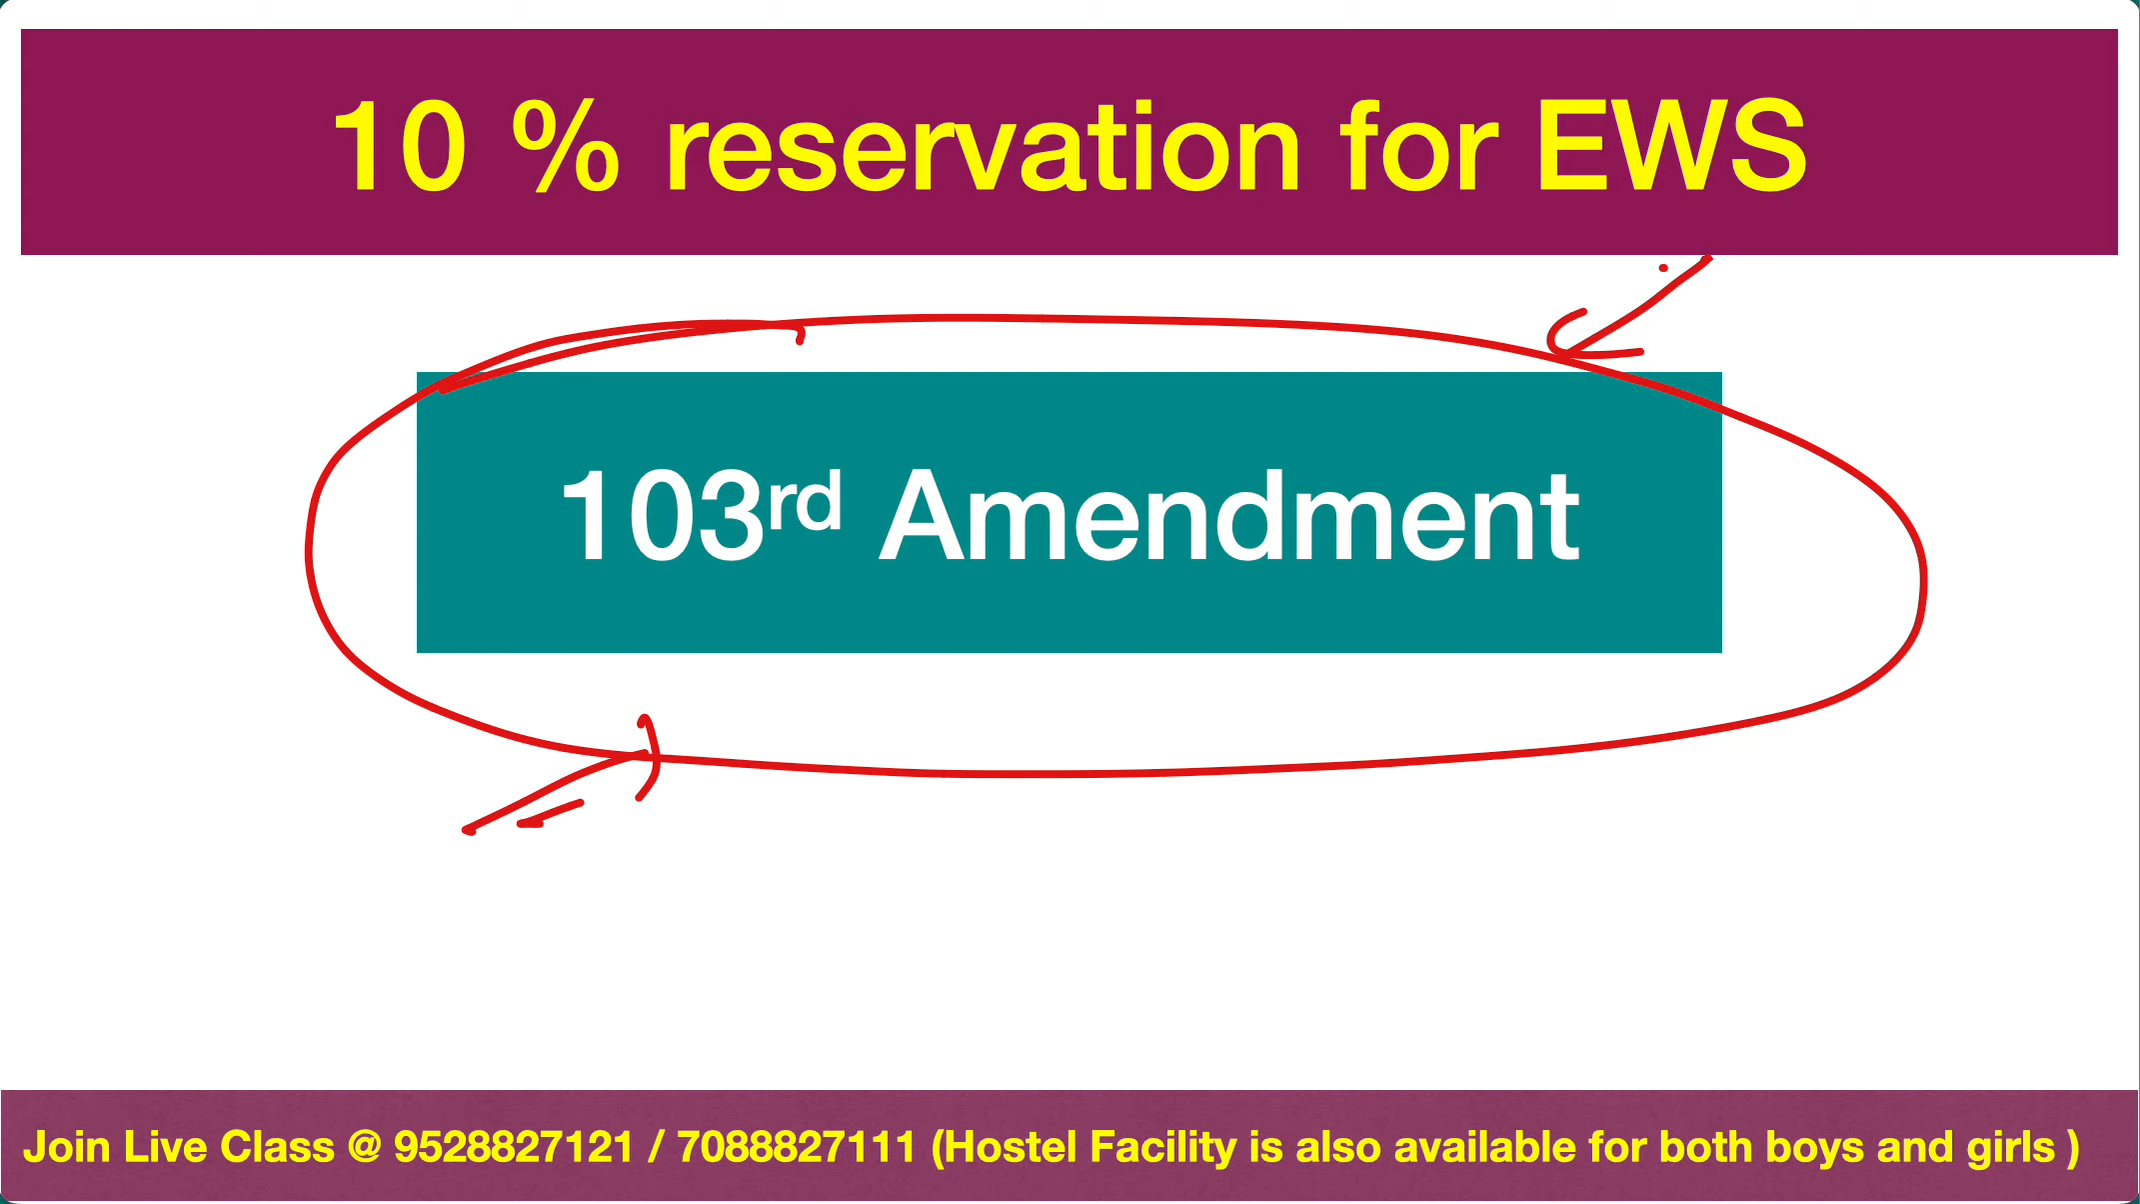 10 % reservation for EWS
103rd Amendment
Join Live Class @ 9528827121 / 7088827111 (Hostel Facility is also available for both boys and girls )